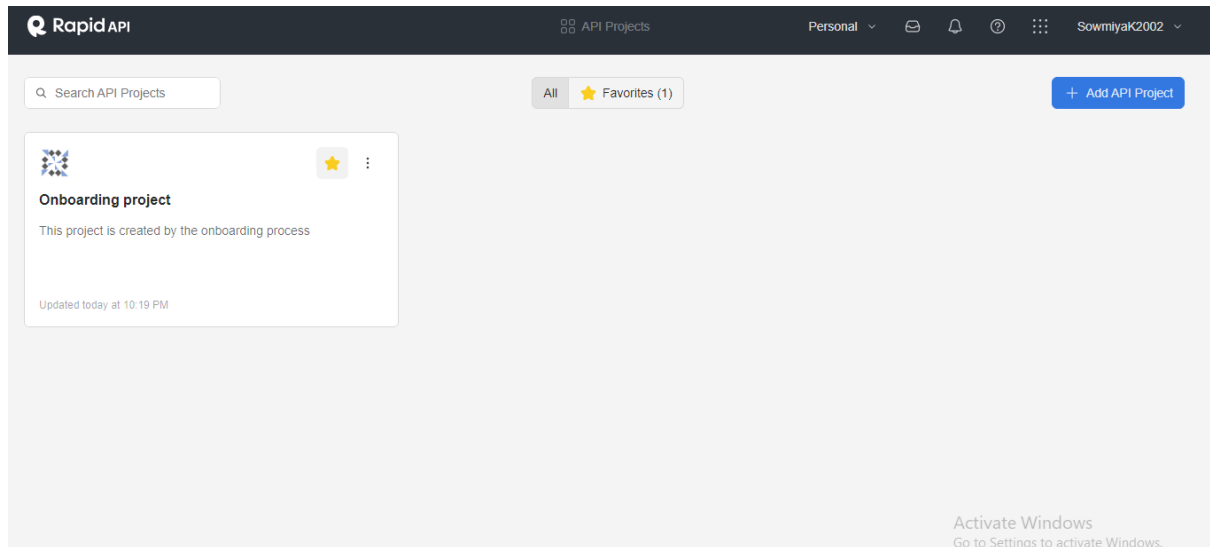 Rapid API
API Projects
Personal
SowmiyaK2002
Search API Projects
All
Favorites (1)
+ Add API Project
Onboarding project
This project is created by the onboarding process
Updated today at 10:19 PM
Activate Windows
Go to Settings to activate Windows.